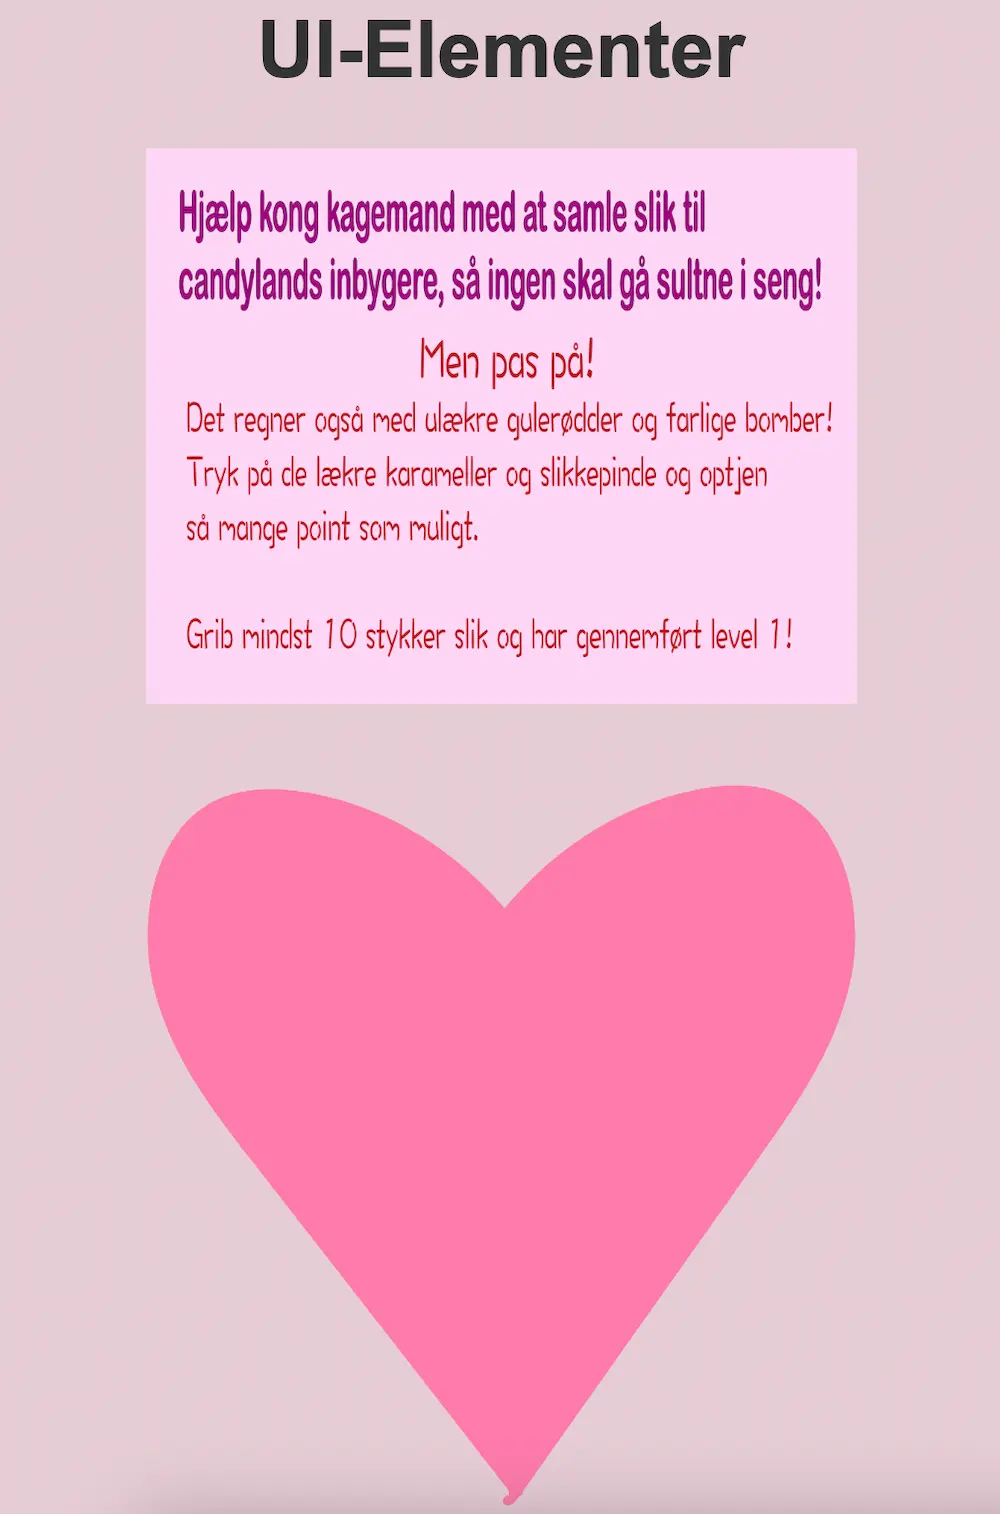 UI-Elementer
Hjælp kong kagemand med at samle slik til
candylands inbygere, så ingen skal gå sultne i seng!
Men pas på!
Det regner også med ulækre gulerødder og farlige bomber!
Tryk på de lækre karameller og slikkepinde og optjen
så mange point som muligt.
Grib mindst 10 stykker slik og har gennemført level 1!